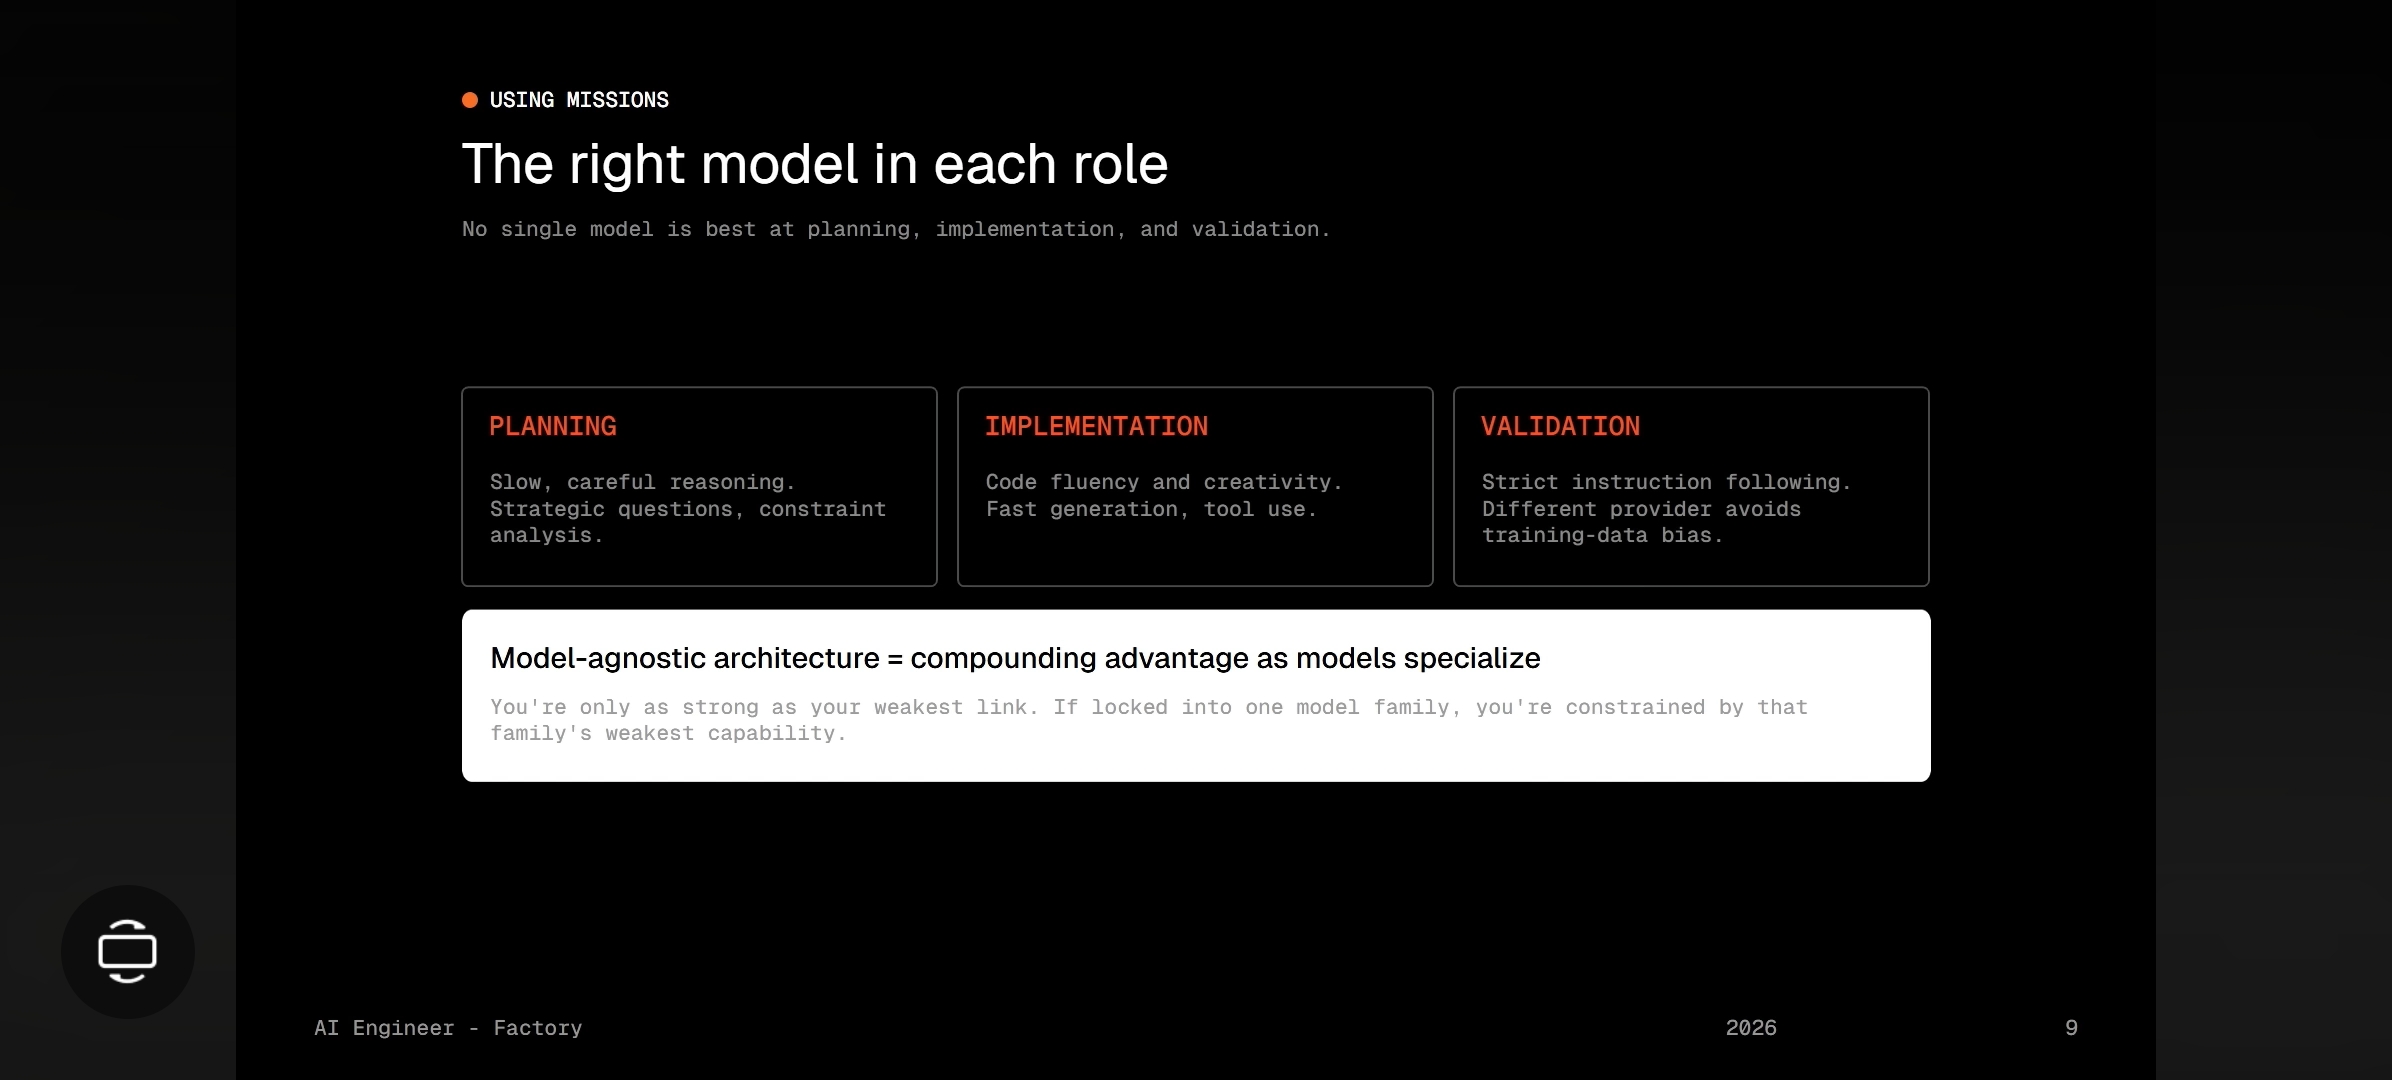 USING MISSIONS
The right model in each role
No single model is best at planning, implementation, and validation.
PLANNING
Slow, careful reasoning.
Strategic questions, constraint
analysis.
IMPLEMENTATION
Code fluency and creativity.
Fast generation, tool use.
VALIDATION
Strict instruction following.
Different provider avoids
training-data bias.
Model-agnostic architecture = compounding advantage as models specialize
You're only as strong as your weakest link. If locked into one model family, you're constrained by that
family's weakest capability.
AI Engineer - Factory
2026
9